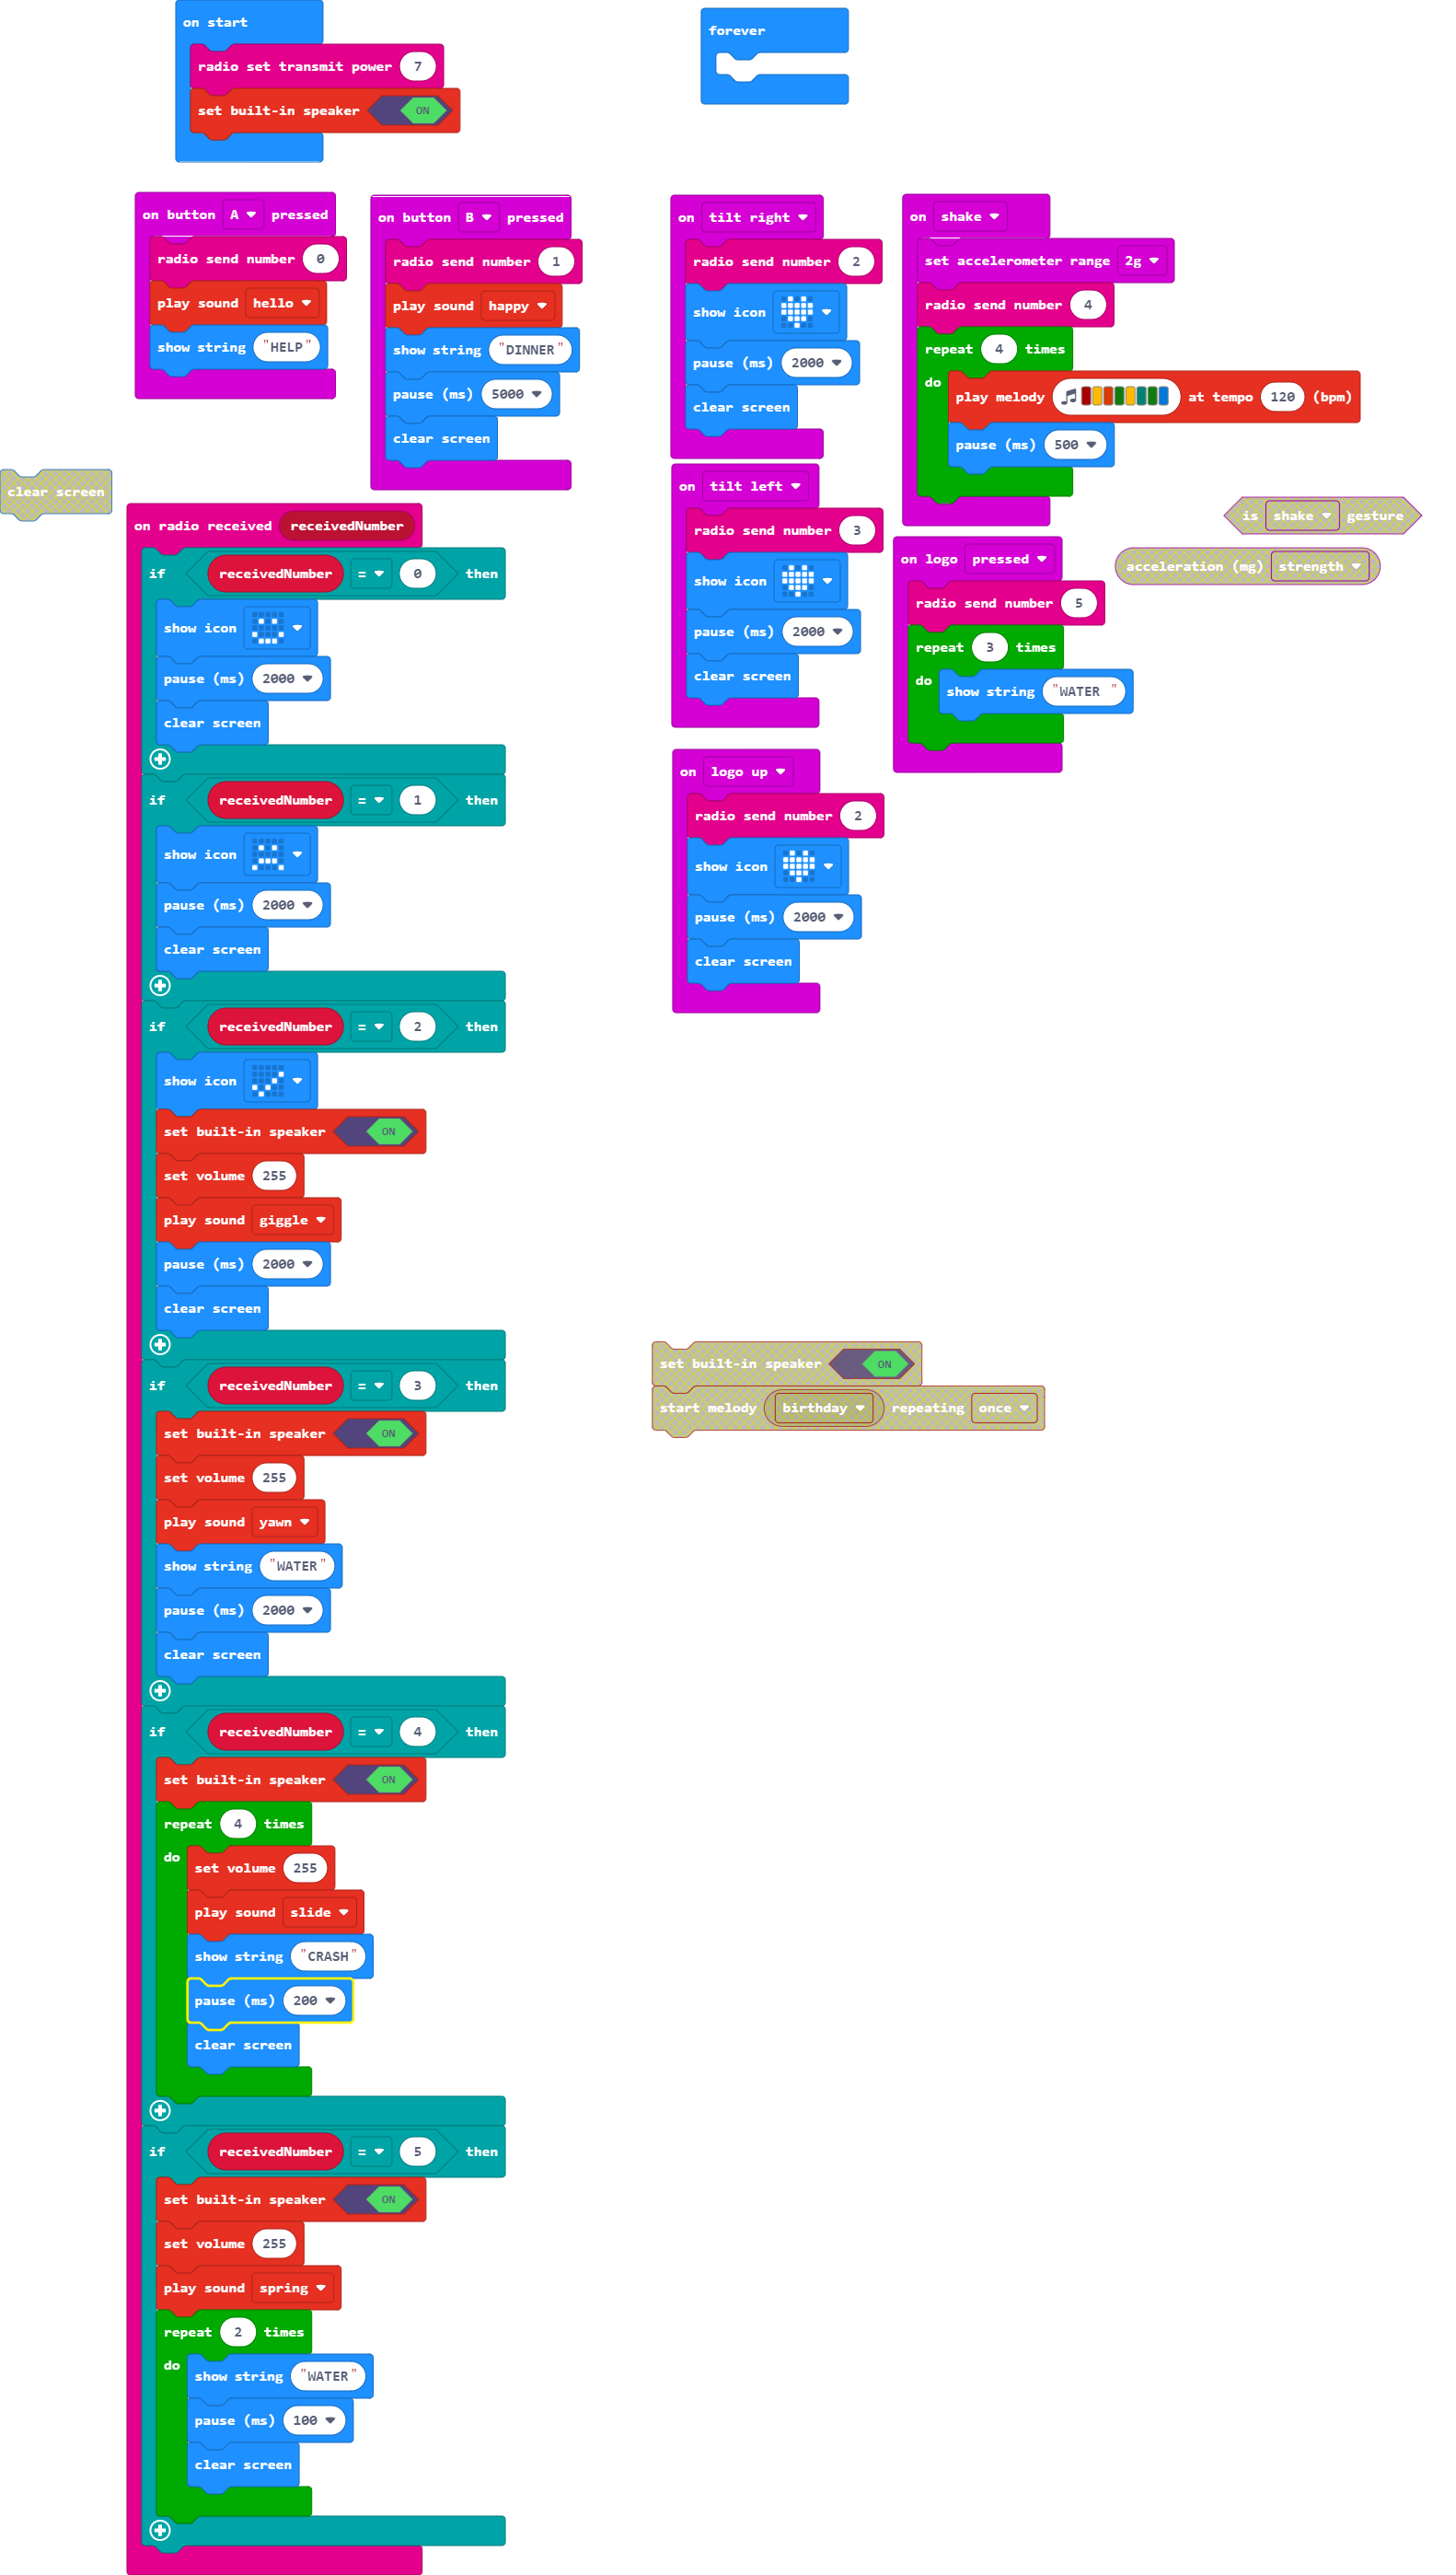 on start
radio set transmit power 7
set built-in speaker ON
forever
on button A pressed
radio send number 0
play sound hello
show string "HELP"
on button B pressed
radio send number 1
play sound happy
show string "DINNER"
pause (ms) 5000
clear screen
on tilt right
radio send number 2
show icon
pause (ms) 2000
clear screen
on shake
set accelerometer range 2g
radio send number 4
repeat 4 times
do
play melody at tempo 120 (bpm)
pause (ms) 500
clear screen
on tilt left
radio send number 3
show icon
pause (ms) 2000
clear screen
is shake gesture
acceleration (mg) strength
on logo pressed
radio send number 5
repeat 3 times
do
show string "WATER "
on logo up
radio send number 2
show icon
pause (ms) 2000
clear screen
on radio received receivedNumber
if receivedNumber = 0 then
show icon
pause (ms) 2000
clear screen
if receivedNumber = 1 then
show icon
pause (ms) 2000
clear screen
if receivedNumber = 2 then
show icon
set built-in speaker ON
set volume 255
play sound giggle
pause (ms) 2000
clear screen
if receivedNumber = 3 then
set built-in speaker ON
set volume 255
play sound yawn
show string "WATER"
pause (ms) 2000
clear screen
if receivedNumber = 4 then
set built-in speaker ON
repeat 4 times
do
set volume 255
play sound slide
show string "CRASH"
pause (ms) 200
clear screen
if receivedNumber = 5 then
set built-in speaker ON
set volume 255
play sound spring
repeat 2 times
do
show string "WATER"
pause (ms) 100
clear screen
set built-in speaker ON
start melody birthday repeating once